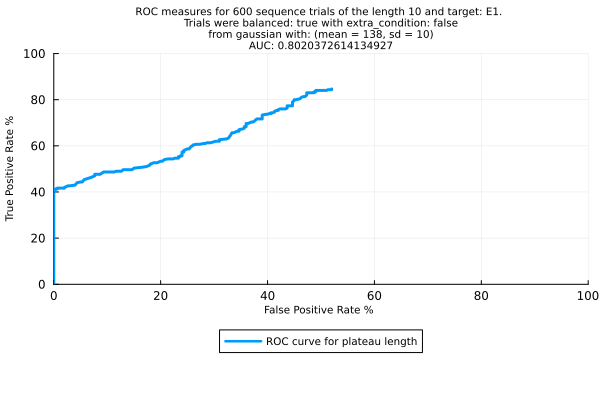 ROC measures for 600 sequence trials of the length 10 and target: E1.
Trials were balanced: true with extra_condition: false
from gaussian with: (mean = 138, sd = 10)
AUC: 0.8020372614134927
100
80
60
40
20
0
True Positive Rate %
0 20 40 60 80 100
False Positive Rate %
ROC curve for plateau length